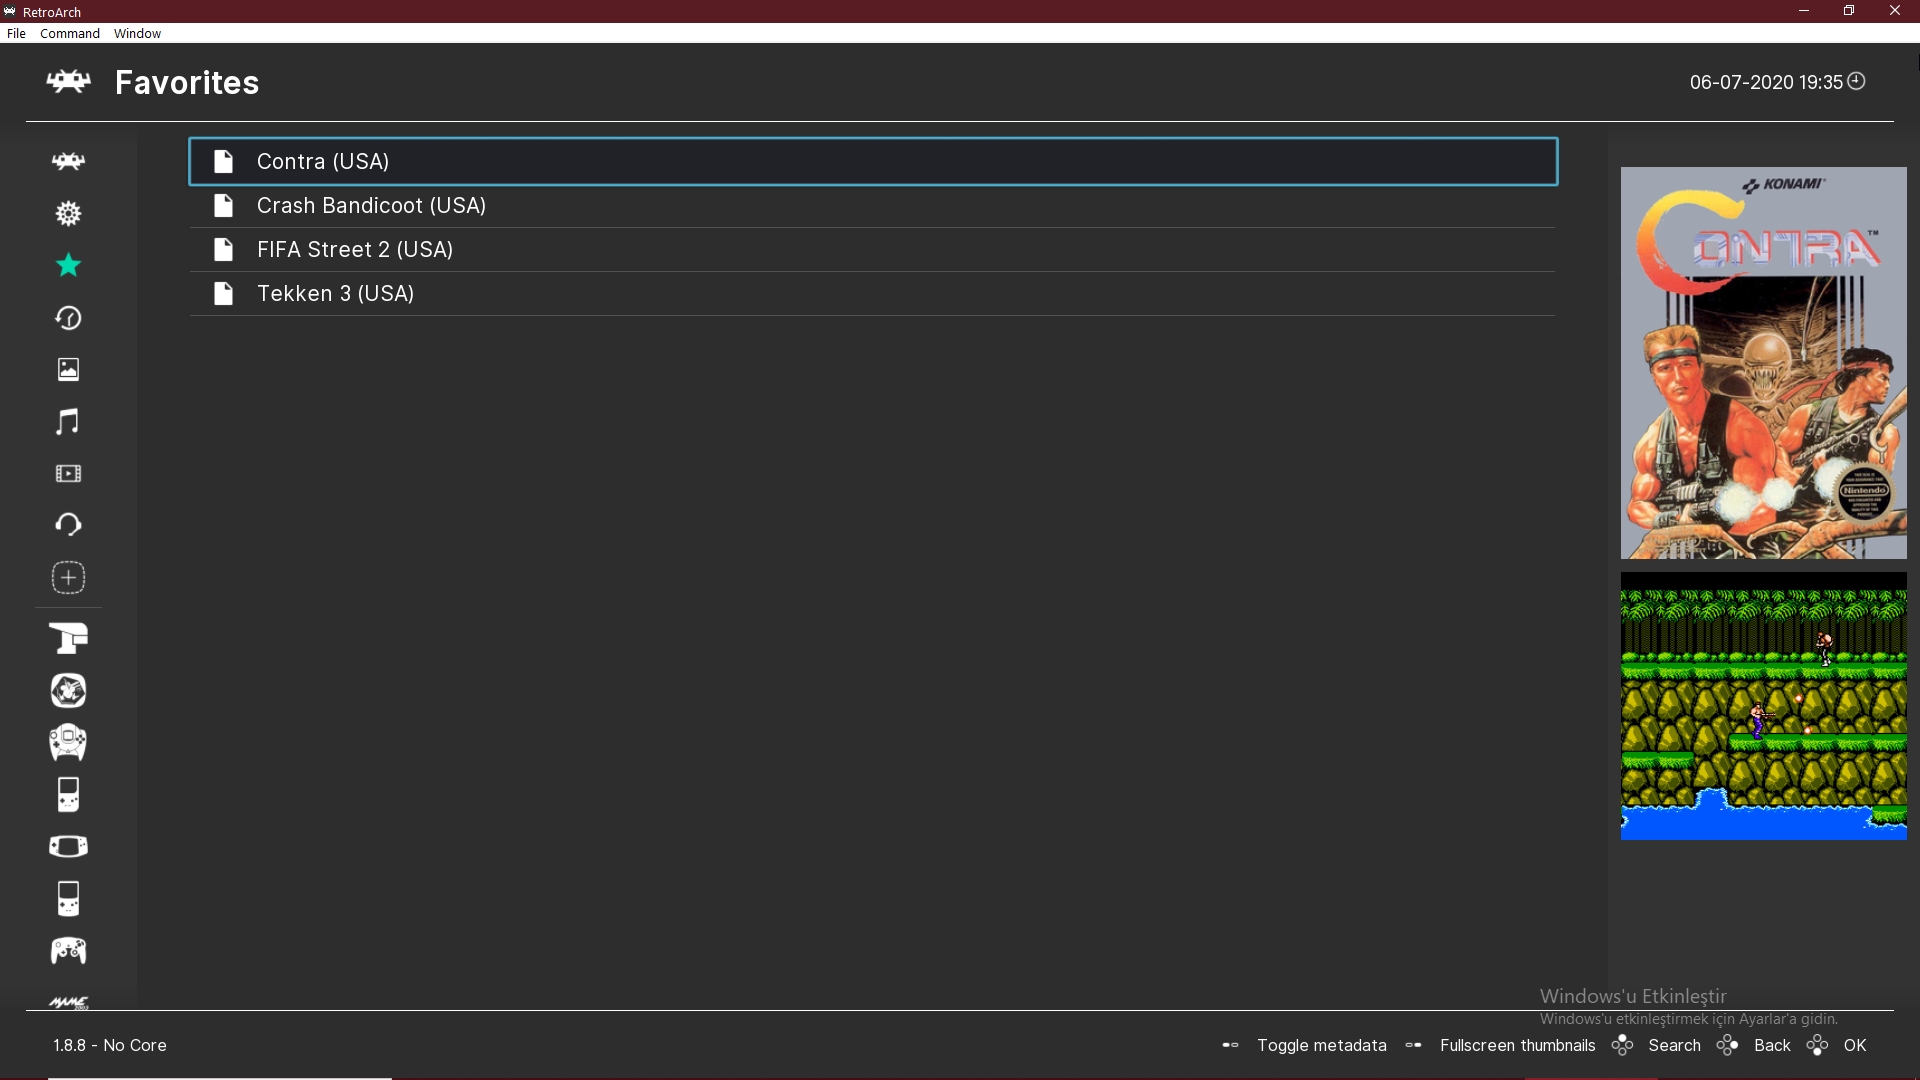 RetroArch
File Command Window
Favorites
06-07-2020 19:35
Contra (USA)
Crash Bandicoot (USA)
FIFA Street 2 (USA)
Tekken 3 (USA)
KONAMI
CONTRA™
Nintendo
MAME
Windows'u Etkinleştir
Windows'u etkinleştirmek için Ayarlar'a gidin.
1.8.8 - No Core
Toggle metadata Fullscreen thumbnails Search Back OK